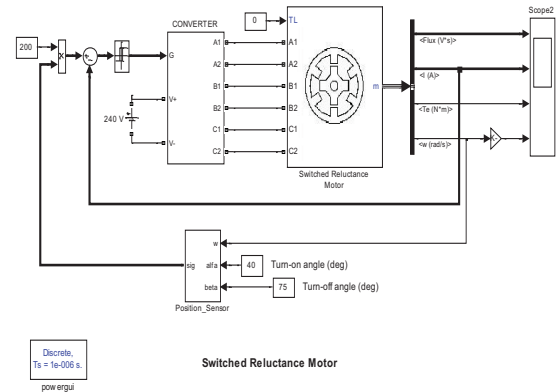 Scope2
CONVERTER
0
TL
<Flux (V*s)>
200
x
G
A1
A1
A2
A2
<I (A)>
B1
B1
m
V+
B2
B2
<Te (N*m)>
240 V
C1
C1
V-
C2
C2
<w (rad/s)>
K-
Switched Reluctance
Motor
w
sig
alfa
40
Turn-on angle (deg)
beta
75
Turn-off angle (deg)
Position_Sensor
Discrete,
Ts = 1e-006 s.
powergui
Switched Reluctance Motor